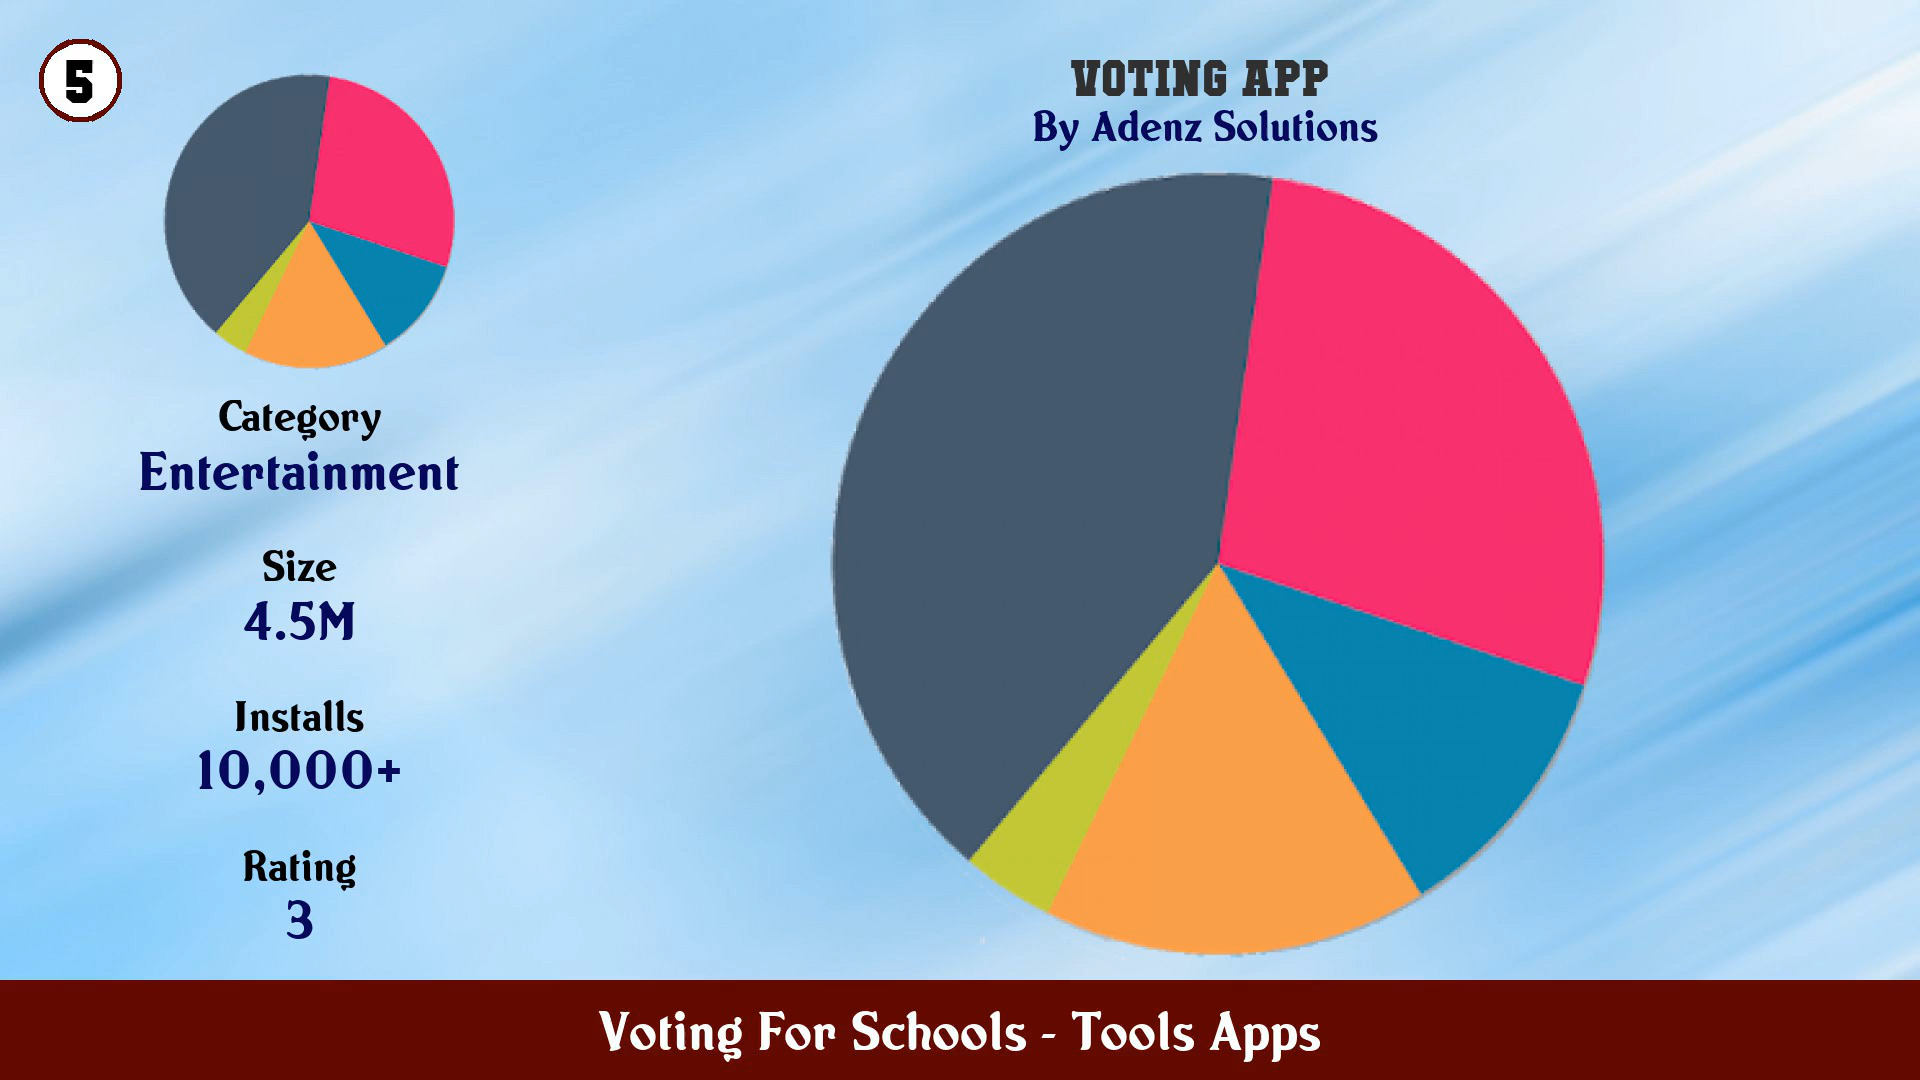 5
VOTING APP
By Adenz Solutions
Category
Entertainment
Size
4.5M
Installs
10,000+
Rating
3
Voting For Schools - Tools Apps